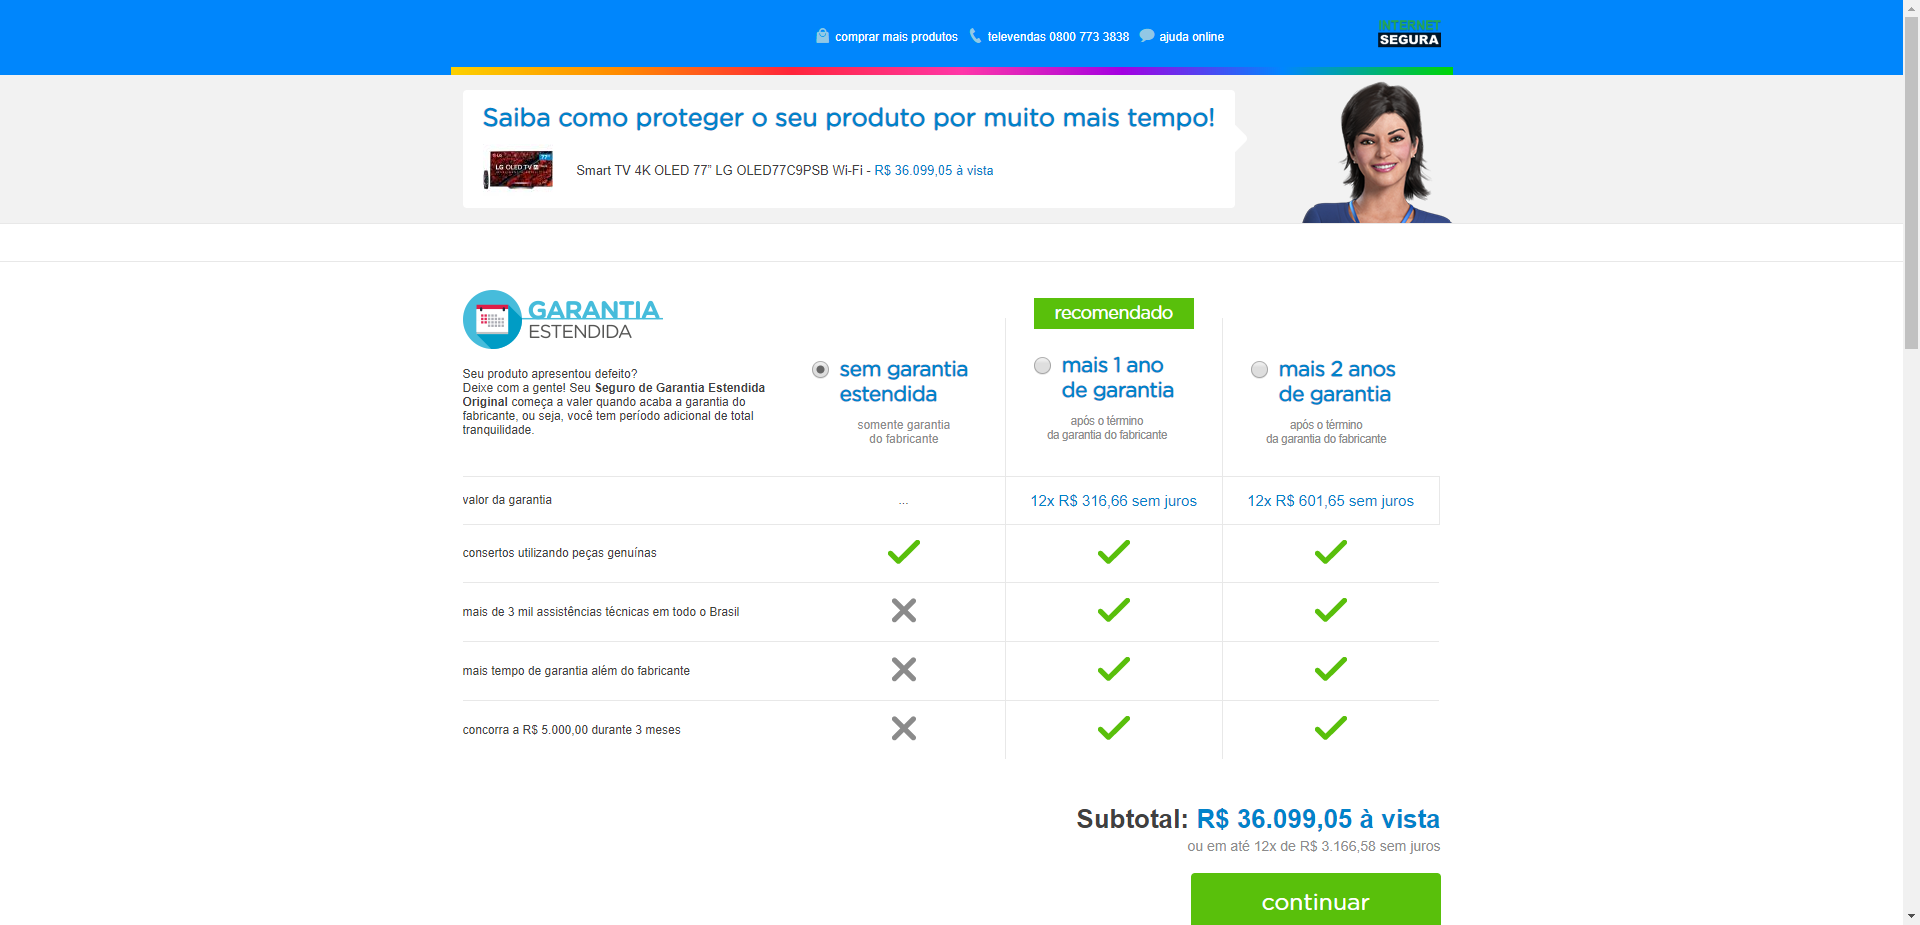 comprar mais produtos televendas 0800 773 3838 ajuda online
INTERNET
SEGURA
Saiba como proteger o seu produto por muito mais tempo!
LG OLED TV
77"
Smart TV 4K OLED 77” LG OLED77C9PSB Wi-Fi - R$ 36.099,05 à vista
GARANTIA
ESTENDIDA
Seu produto apresentou defeito?
Deixe com a gente! Seu Seguro de Garantia Estendida
Original começa a valer quando acaba a garantia do
fabricante, ou seja, você tem período adicional de total
tranquilidade.
sem garantia
estendida
somente garantia
do fabricante
recomendado
mais 1 ano
de garantia
após o término
da garantia do fabricante
mais 2 anos
de garantia
após o término
da garantia do fabricante
valor da garantia ... 12x R$ 316,66 sem juros 12x R$ 601,65 sem juros
consertos utilizando peças genuínas
mais de 3 mil assistências técnicas em todo o Brasil
mais tempo de garantia além do fabricante
concorra a R$ 5.000,00 durante 3 meses
Subtotal: R$ 36.099,05 à vista
ou em até 12x de R$ 3.166,58 sem juros
continuar